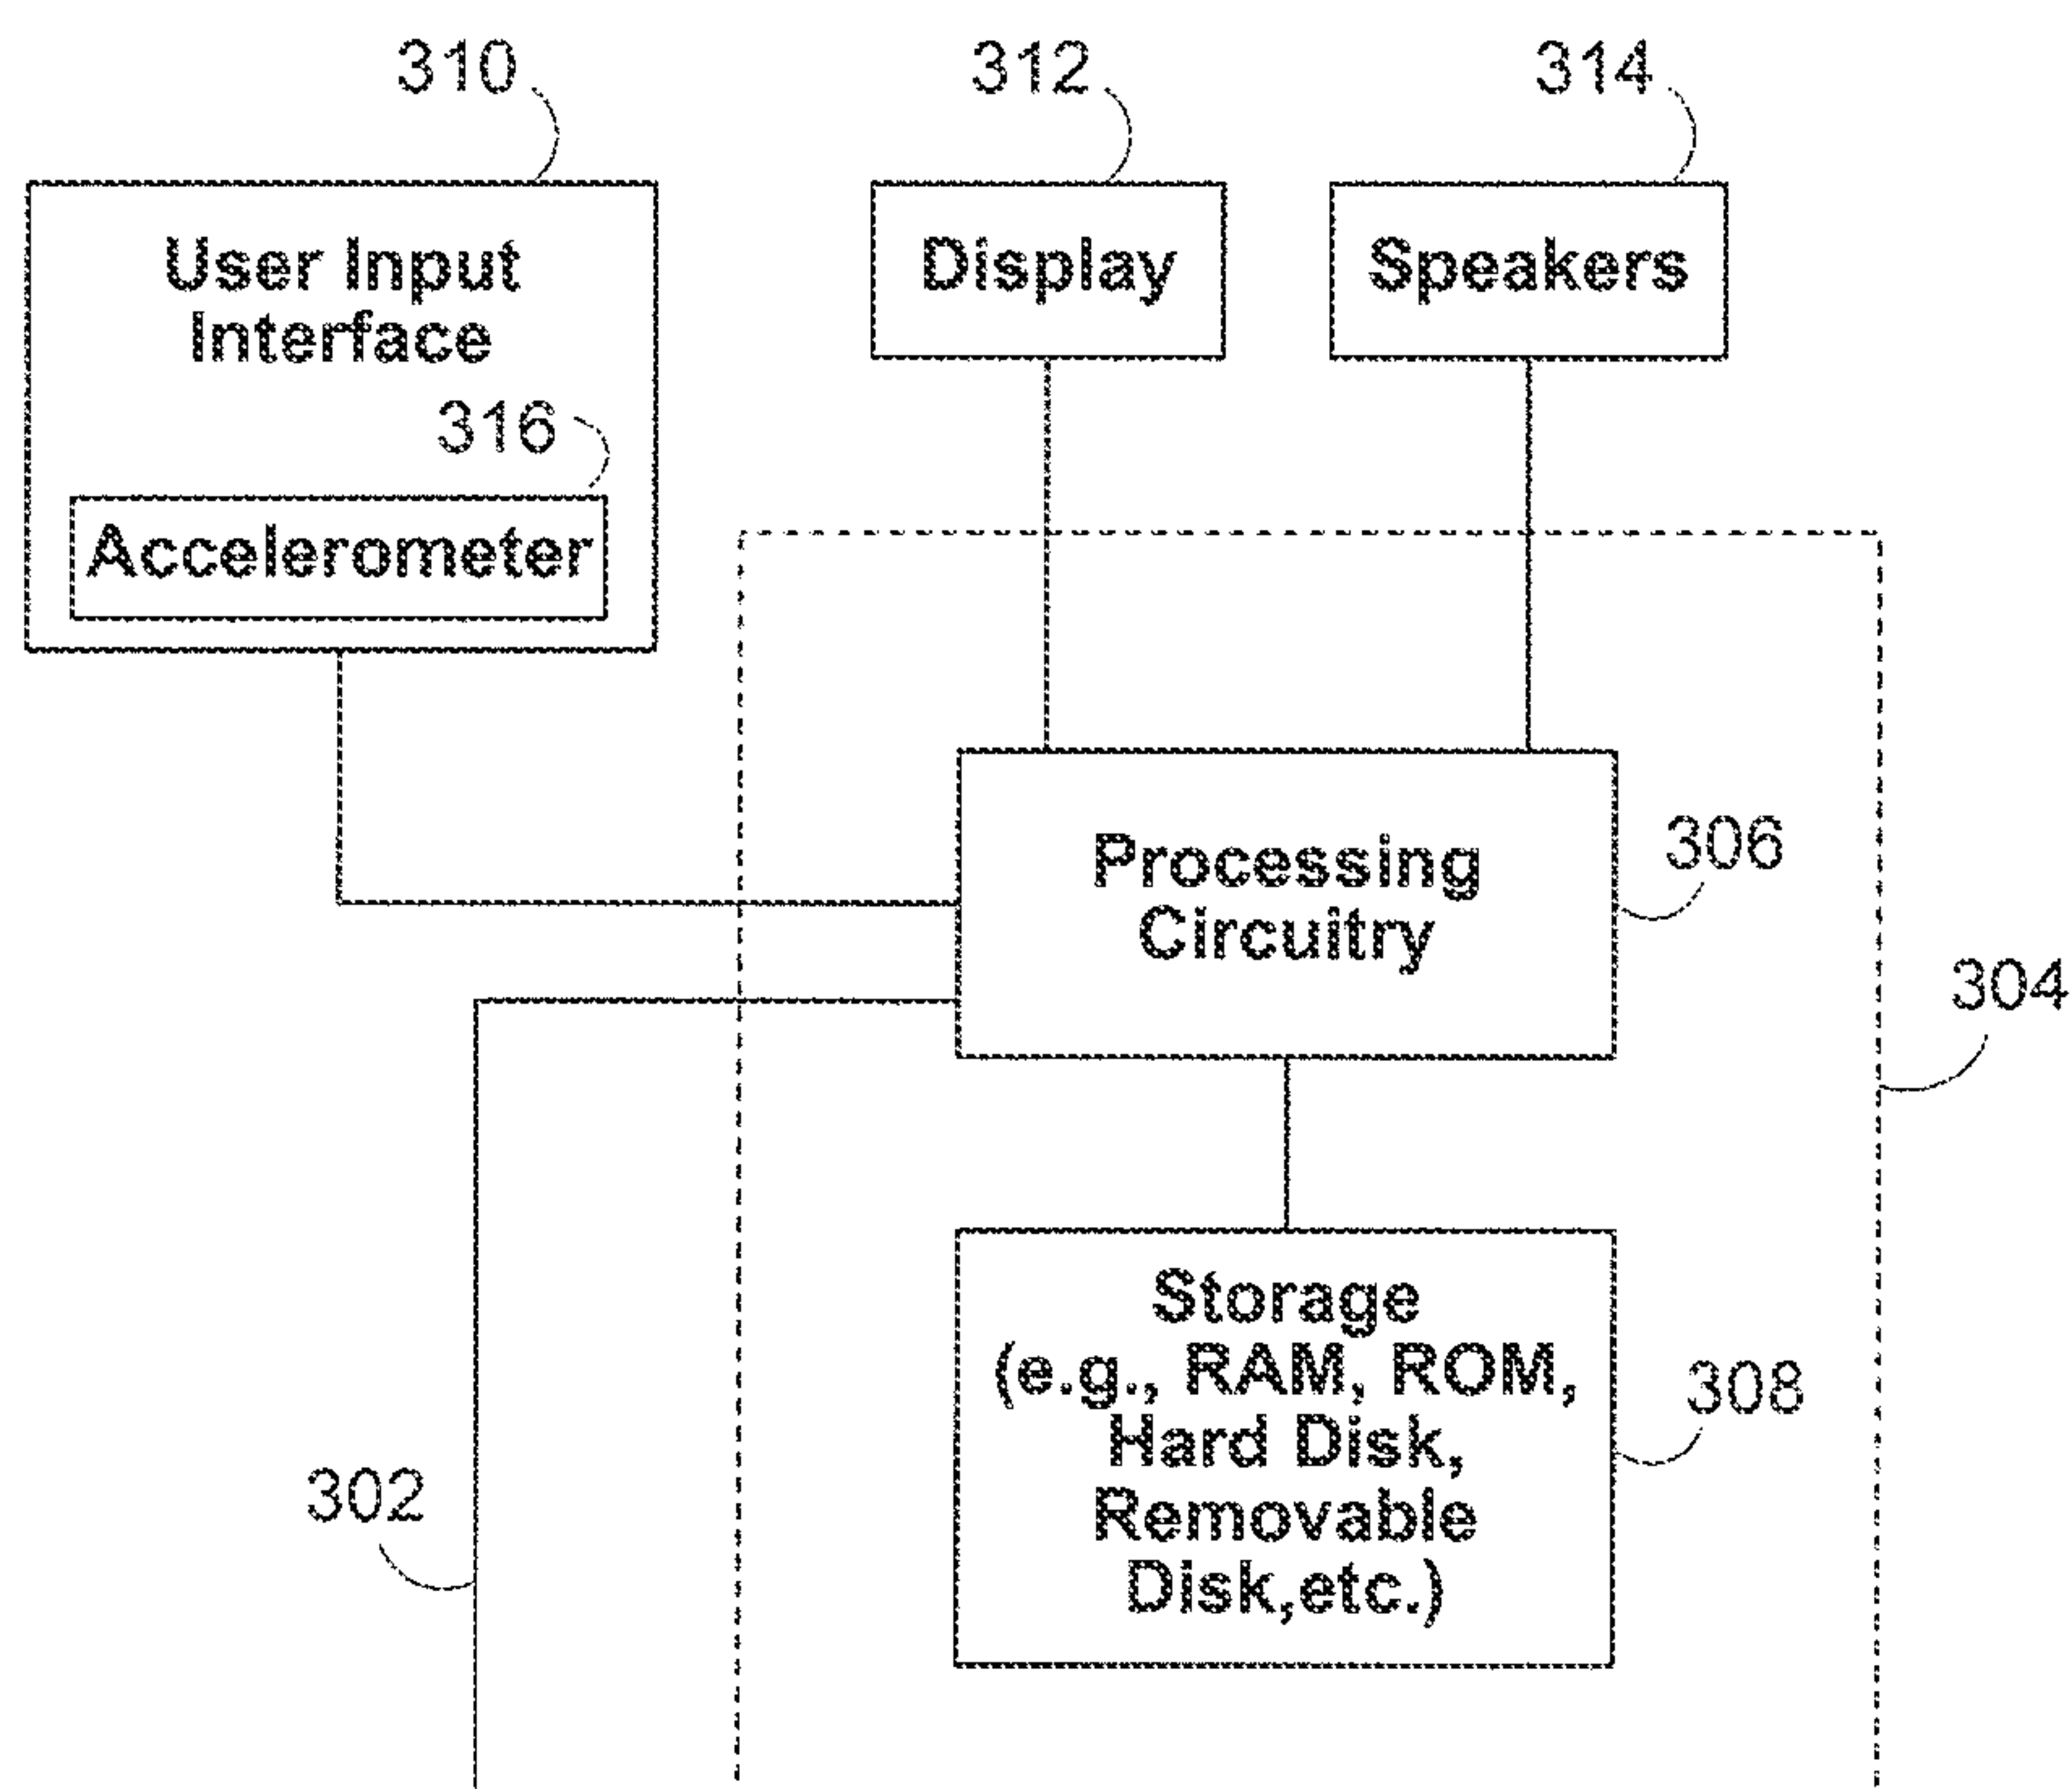 310
312
314
User Input
Interface
Display
Speakers
316
Accelerometer
Processing
Circuitry
306
304
Storage
(e.g., RAM, ROM,
Hard Disk,
Removable
Disk,etc.)
308
302